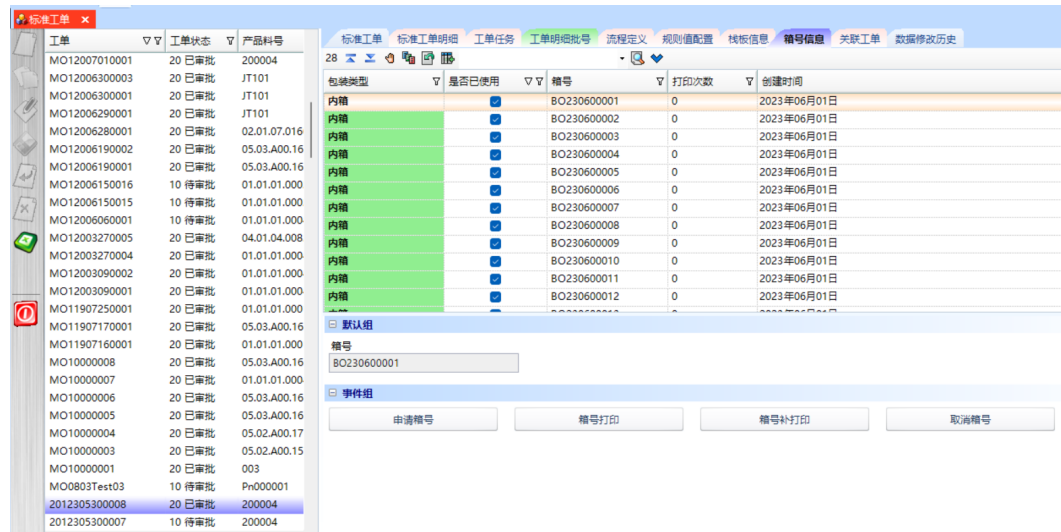 标准工单
工单 工单状态 产品料号
MO12007010001 20 已审批 200004
MO12006300003 20 已审批 JT101
MO12006300001 20 已审批 JT101
MO12006290001 20 已审批 JT101
MO12006280001 20 已审批 02.01.07.016
MO12006190002 20 已审批 05.03.A00.16
MO12006190001 20 已审批 05.03.A00.16
MO12006150016 10 待审批 01.01.01.000
MO12006150015 10 待审批 01.01.01.000
MO12006060001 10 待审批 01.01.01.000
MO12003270005 20 已审批 04.01.04.008
MO12003270004 20 已审批 01.01.01.000
MO12003090002 20 已审批 01.01.01.000
MO12003090001 20 已审批 01.01.01.000
MO11907250001 20 已审批 01.01.01.000
MO11907170001 20 已审批 05.03.A00.16
MO11907160001 20 已审批 01.01.01.000
MO10000008 20 已审批 05.03.A00.16
MO10000007 20 已审批 01.01.01.000
MO10000006 20 已审批 05.03.A00.16
MO10000005 20 已审批 05.03.A00.16
MO10000004 20 已审批 05.02.A00.17
MO10000003 20 已审批 05.02.A00.15
MO10000001 20 已审批 003
MO0803Test03 10 待审批 Pn000001
2012305300008 20 已审批 200004
2012305300007 10 待审批 200004
标准工单 标准工单明细 工单任务 工单明细批号 流程定义 规则值配置 栈板信息 箱号信息 关联工单 数据修改历史
28
包装类型 是否已使用 箱号 打印次数 创建时间
内箱 BO230600001 0 2023年06月01日
内箱 BO230600002 0 2023年06月01日
内箱 BO230600003 0 2023年06月01日
内箱 BO230600004 0 2023年06月01日
内箱 BO230600005 0 2023年06月01日
内箱 BO230600006 0 2023年06月01日
内箱 BO230600007 0 2023年06月01日
内箱 BO230600008 0 2023年06月01日
内箱 BO230600009 0 2023年06月01日
内箱 BO230600010 0 2023年06月01日
内箱 BO230600011 0 2023年06月01日
内箱 BO230600012 0 2023年06月01日
默认组
箱号
BO230600001
事件组
申请箱号 箱号打印 箱号补打印 取消箱号